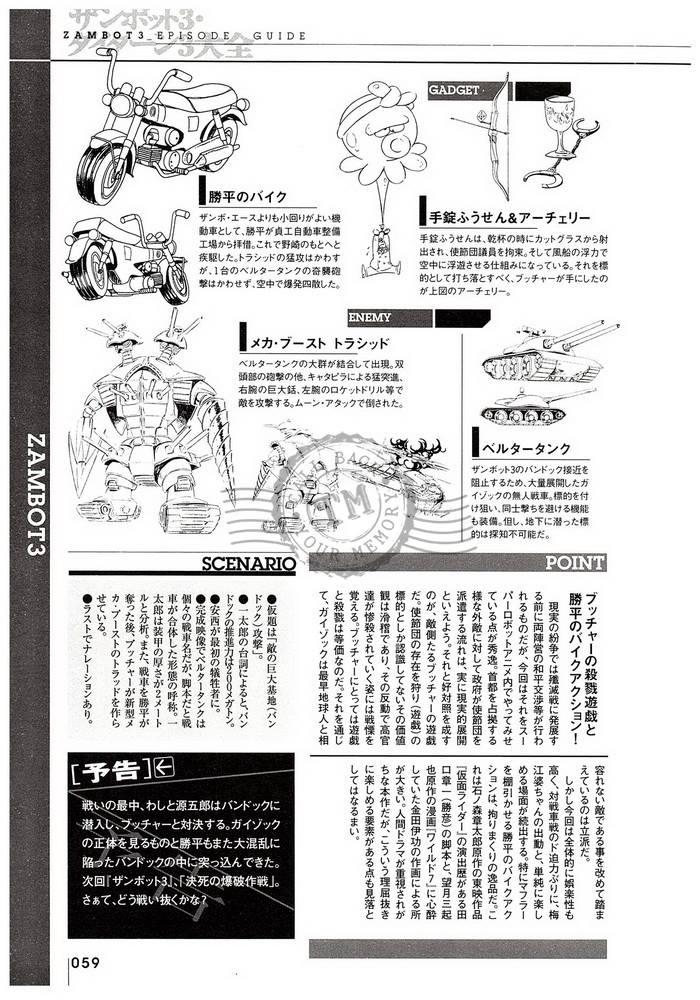 ザンボット3・
ダイターン3大全
ZAMBOT3_EPISODE GUIDE
勝平のバイク
ザンボ・エースよりも小回りがよい機
動車として、勝平が貞工自動車整備
工場から拝借。これで野崎のもとへと
疾駆した。トラシッドの猛攻はかわす
が、1台のベルタータンクの奇襲砲
撃はかわせず、空中で爆発四散した。
GADGET
手錠ふうせん&アーチェリー
手錠ふうせんは、乾杯の時にカットグラスから射
出され、使節団議員を拘束。そして風船の浮力で
空中に浮遊させる仕組みになっている。それを標
的として打ち落とすべく、ブッチャーが手にしたの
が上図のアーチェリー。
ENEMY
メカ・ブースト トラシッド
ベルタータンクの大群が結合して出現。双
頭部の砲撃の他、キャタピラによる猛突進、
右腕の巨大話、左腕のロケットドリル等で
敵を攻撃する。ムーン・アタックで倒された。
ベルタータンク
ザンボット3のバンドック接近を
阻止するため、大量展開したガ
イゾックの無人戦車。標的を付
け狙い、同士撃ちを避ける機能
も装備。但し、地下に潜った標
的は探知不可能だ。
TM
YOUR MEMORY
ZAMBOT3
SCENARIO
●仮題は「敵の巨大基地(バン
ドック)攻撃」。
●一太郎の台詞によると、バン
ドックの推進力は200メガトン。
●安西が最初の犠牲者に。
●完成映像でベルタータンクは
個々の戦車名だが、脚本だと戦
車が合体した形態の呼称。一
太郎は装甲の厚さが2メート
ルと分析。また、戦車を勝平が
奪った後、ブッチャーが新型メ
カ・ブーストのトラッドを作ら
せている。
●ラストでナレーションあり。
POINT
ブッチャーの殺戮遊戯と
勝平のバイクアクション!
現実の紛争では殲滅戦に発展す
る前に両陣営の和平交渉等が行わ
れるものだが、今回はそれをスー
パーロボットアニメ内でやってみせ
ている点が秀逸。首都を占拠する
様な外敵に対して政府が使節団を
派遣する流れは、実に現実的展開
といえよう。それと好対照を成す
のが、敵側たるブッチャーの遊戯
だ。使節団の存在を狩り(遊戯)の
標的としか認識してないその価値
観は滑稽であり、その反動で高官
達が惨殺されていく姿には戦慄を
覚える。ブッチャーにとっては遊戯
と殺戮は等価なのだ。それを通じ
て、ガイゾックは最早地球人と相
容れない敵である事を改めて踏ま
えているのは立派だ。
しかし今回は全体的に娯楽性も
高く、対戦車戦のド迫力ぶりに、梅
江婆ちゃんの出動と、単純に楽し
める場面が続出する。特にマフラー
を棚引かせる勝平のバイクアク
ションは、拘りまくりの逸品だ。こ
れは石ノ森章太郎原作の東映作品
『仮面ライダー』の演出歴がある田
口章一(勝彦)の脚本と、望月三起
也原作の漫画『ワイルド7』に心酔
していた金田伊功の作画による所
が大きい。人間ドラマが重視されが
ちな本作だが、こういう理屈抜き
に楽しめる要素がある点も見落と
してはなるまい。
[予告]←
戦いの最中、わしと源五郎はバンドックに
潜入し、ブッチャーと対決する。ガイゾック
の正体を見るものと勝平もまた大混乱に
陥ったバンドックの中に突っ込んできた。
次回『ザンボット3』、「決死の爆破作戦」。
さぁて、どう戦い抜くかな?
059